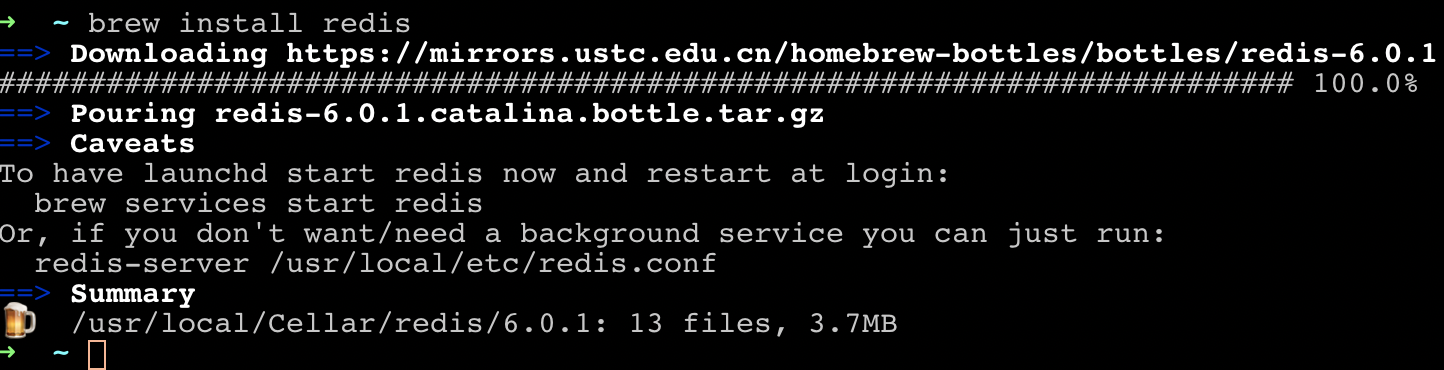 ➜  ~ brew install redis
==> Downloading https://mirrors.ustc.edu.cn/homebrew-bottles/bottles/redis-6.0.1
######################################################################## 100.0%
==> Pouring redis-6.0.1.catalina.bottle.tar.gz
==> Caveats
To have launchd start redis now and restart at login:
  brew services start redis
Or, if you don't want/need a background service you can just run:
  redis-server /usr/local/etc/redis.conf
==> Summary
🍺  /usr/local/Cellar/redis/6.0.1: 13 files, 3.7MB
➜  ~